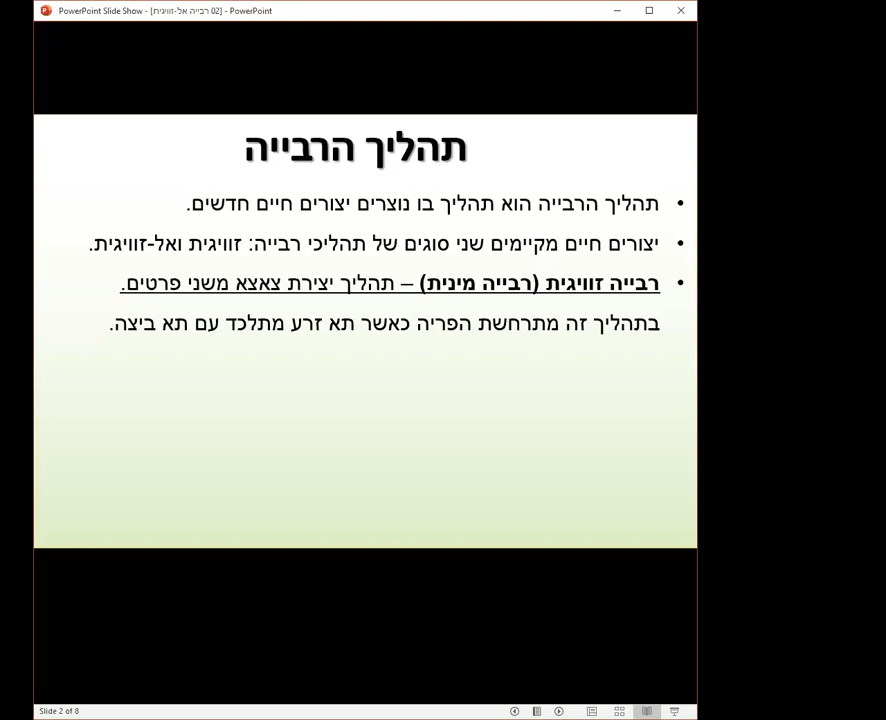 PowerPoint Slide Show - [02 רבייה אל-זוויגית] - PowerPoint
תהליך הרבייה
• תהליך הרבייה הוא תהליך בו נוצרים יצורים חיים חדשים.
• יצורים חיים מקיימים שני סוגים של תהליכי רבייה: זוויגית ואל-זוויגית.
• רבייה זוויגית (רבייה מינית) – תהליך יצירת צאצא משני פרטים.
בתהליך זה מתרחשת הפריה כאשר תא זרע מתלכד עם תא ביצה.
Slide 2 of 8